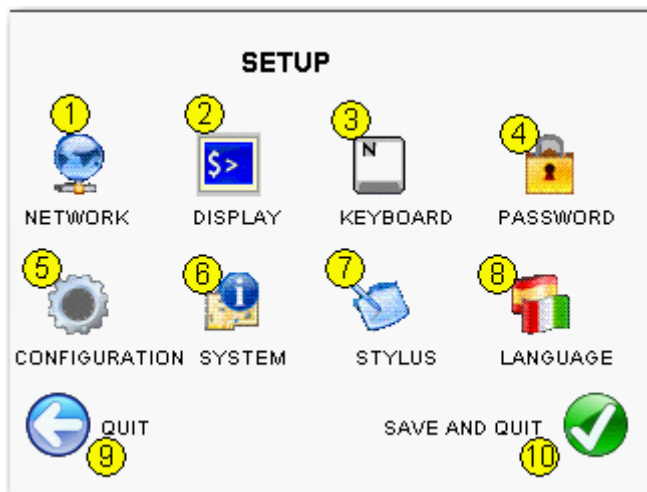 SETUP
1 2 3 4
$>
N
NETWORK DISPLAY KEYBOARD PASSWORD
5 6 7 8
i
CONFIGURATION SYSTEM STYLUS LANGUAGE
QUIT SAVE AND QUIT
9 10